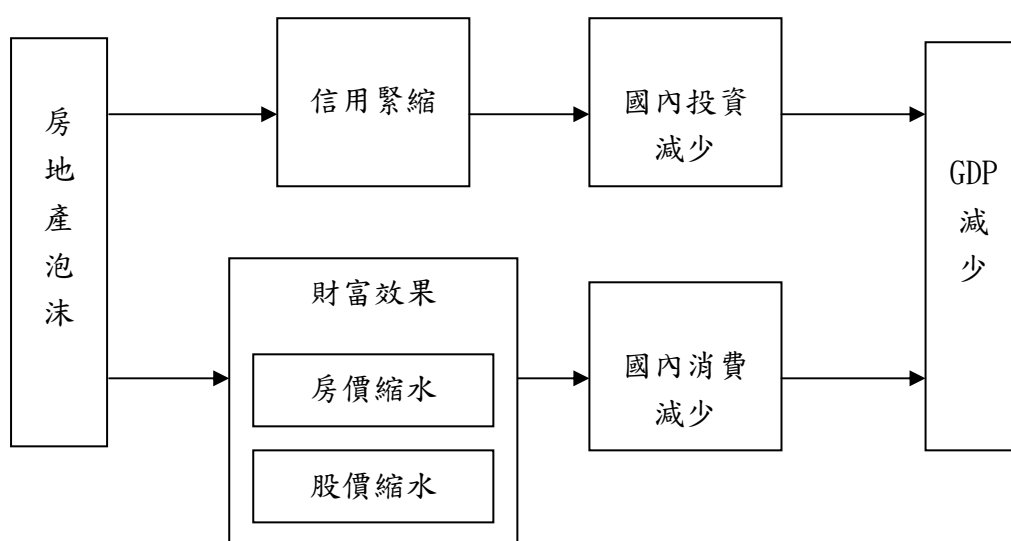 房
地
產
泡
沫
信用緊縮
國內投資
減少
財富效果
房價縮水
股價縮水
國內消費
減少
GDP
減
少